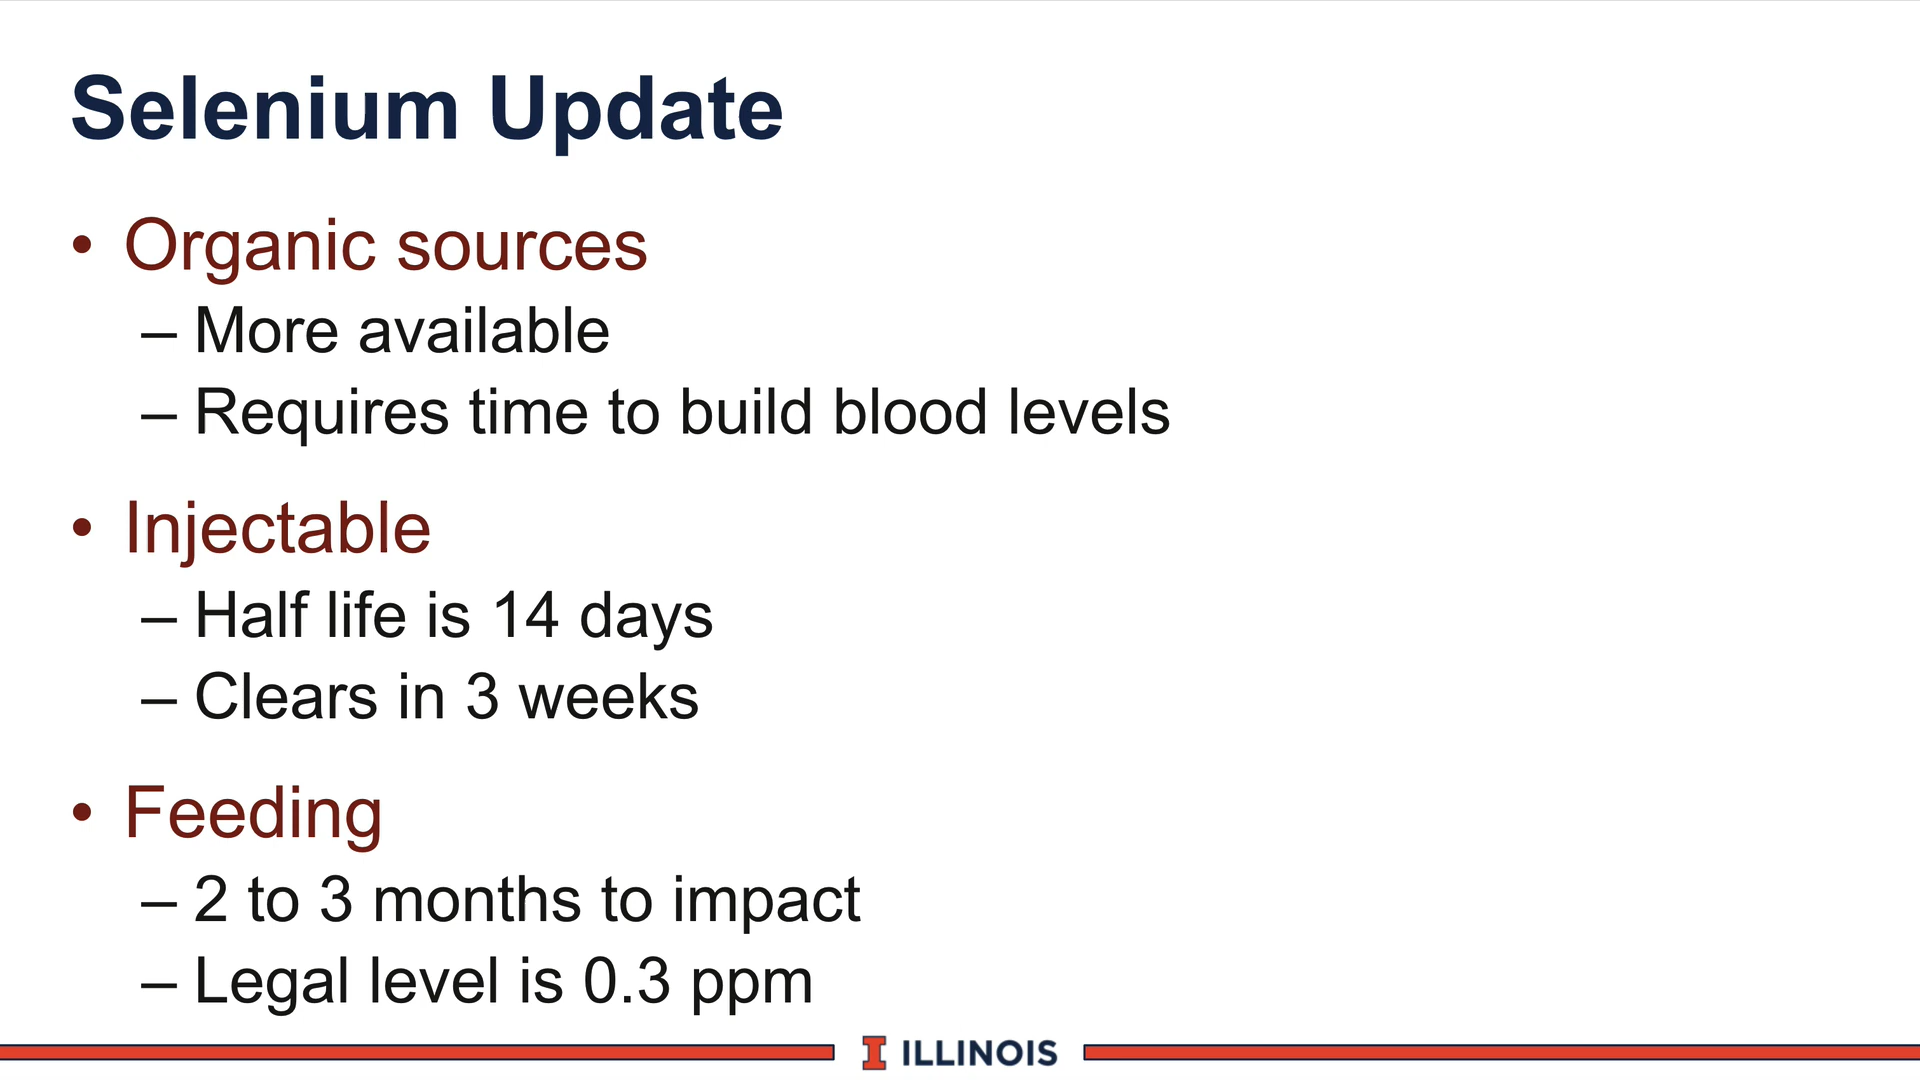 Selenium Update
• Organic sources
– More available
– Requires time to build blood levels
• Injectable
– Half life is 14 days
– Clears in 3 weeks
• Feeding
– 2 to 3 months to impact
– Legal level is 0.3 ppm
I ILLINOIS